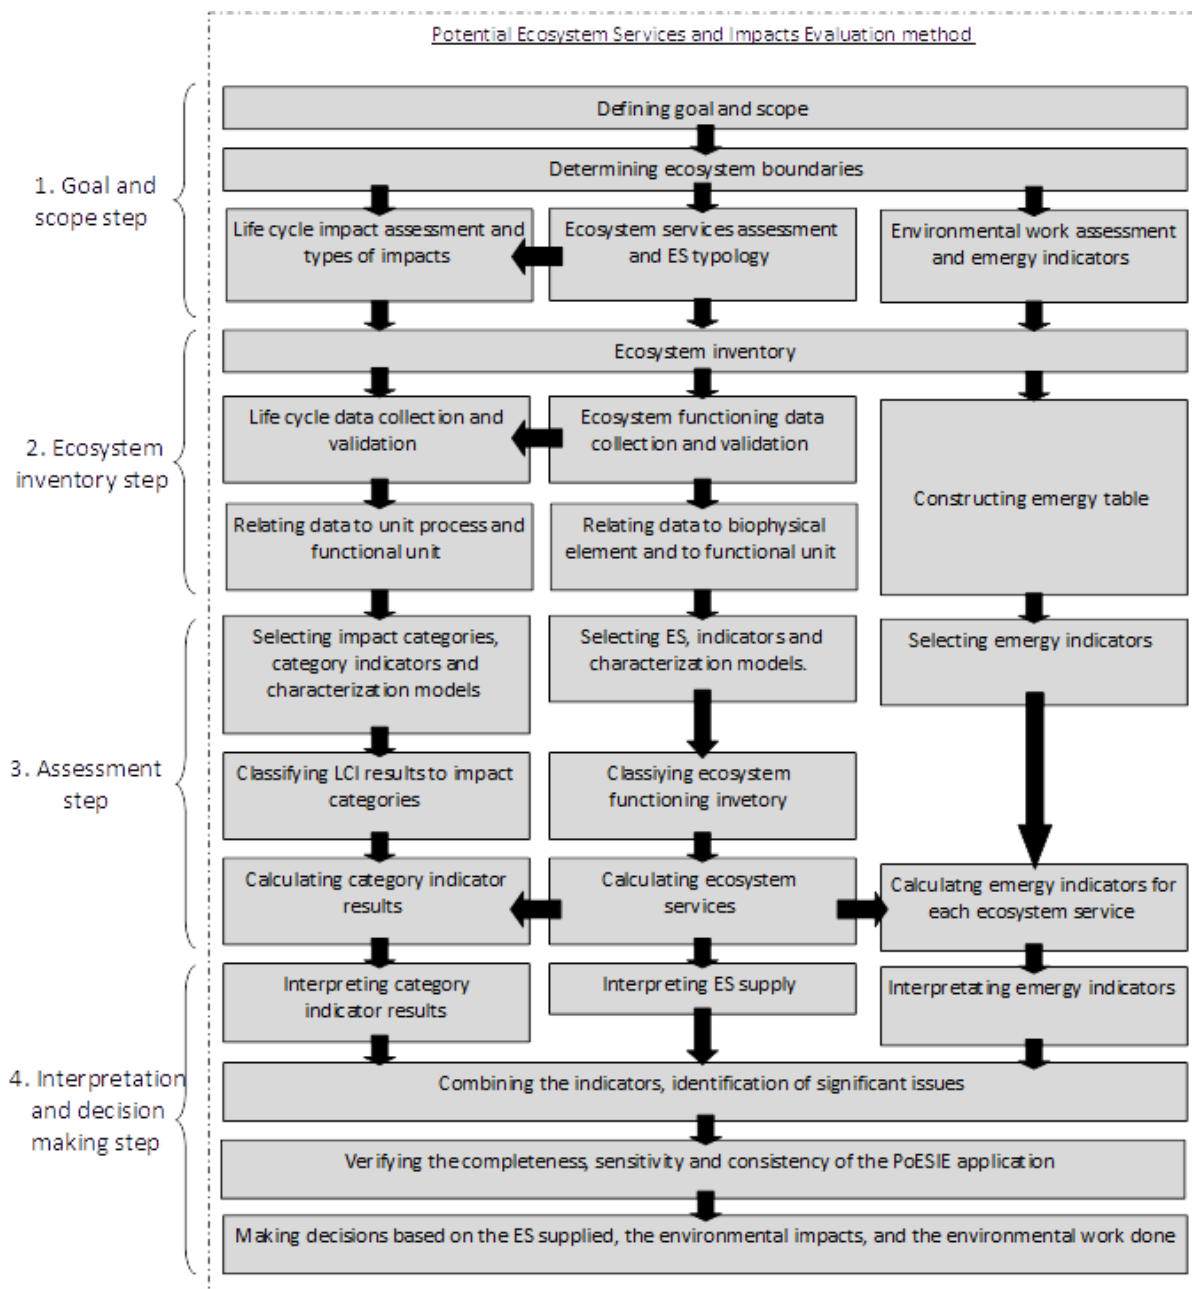 Potential Ecosystem Services and Impacts Evaluation method
1. Goal and
scope step
Defining goal and scope
Determining ecosystem boundaries
Life cycle impact assessment and
types of impacts
Ecosystem services assessment
and ES typology
Environmental work assessment
and emergy indicators
2. Ecosystem
inventory step
Ecosystem inventory
Life cycle data collection and
validation
Ecosystem functioning data
collection and validation
Constructing emergy table
Relating data to unit process and
functional unit
Relating data to biophysical
element and to functional unit
3. Assessment
step
Selecting impact categories,
category indicators and
characterization models
Selecting ES, indicators and
characterization models.
Selecting emergy indicators
Classifying LCI results to impact
categories
Classiying ecosystem
functioning invetory
Calculating category indicator
results
Calculating ecosystem
services
Calculatng emergy indicators for
each ecosystem service
4. Interpretation
and decision
making step
Interpreting category
indicator results
Interpreting ES supply
Interpretating emergy indicators
Combining the indicators, identification of significant issues
Verifying the completeness, sensitivity and consistency of the PoESIE application
Making decisions based on the ES supplied, the environmental impacts, and the environmental work done